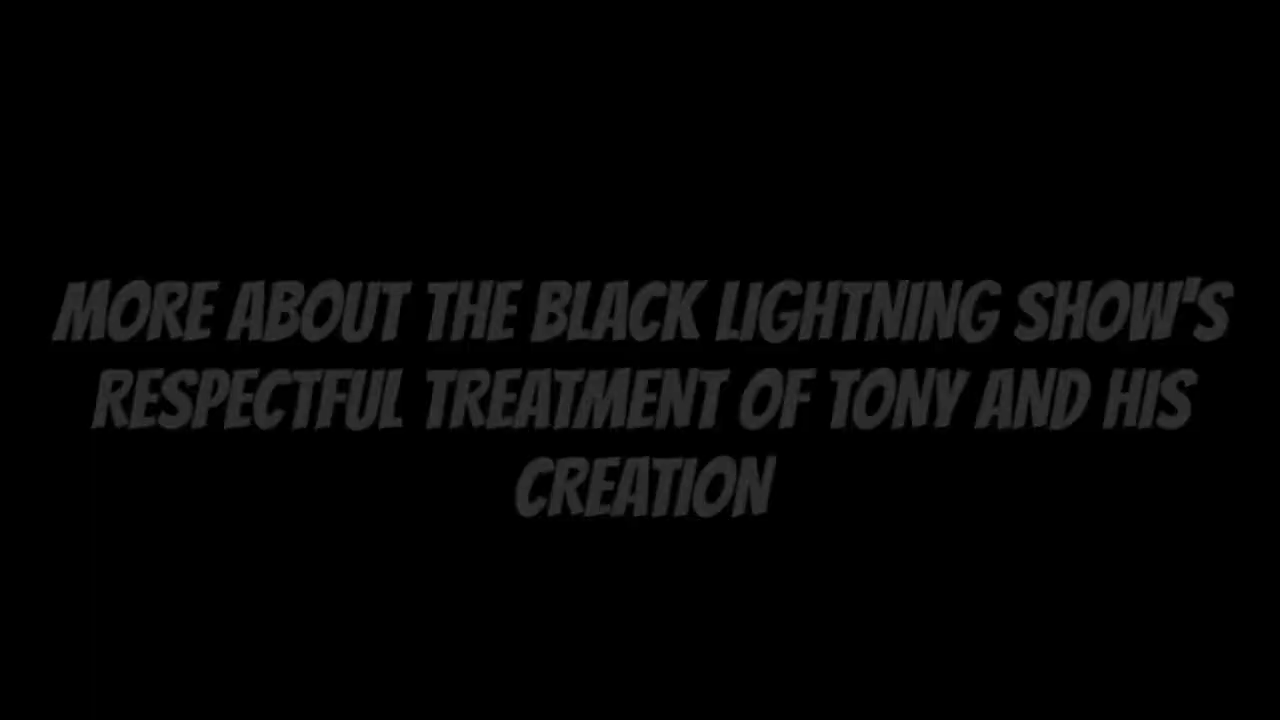 MORE ABOUT THE BLACK LIGHTNING SHOW'S
RESPECTFUL TREATMENT OF TONY AND HIS
CREATION